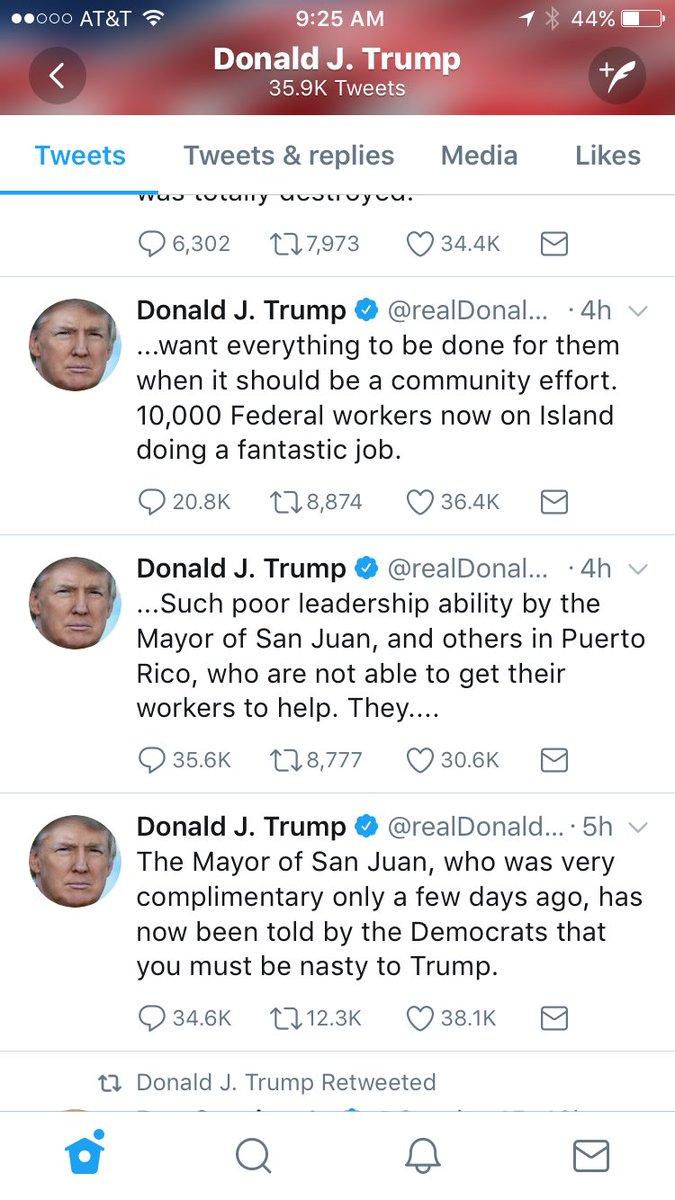 AT&T 9:25 AM 44%
Donald J. Trump
35.9K Tweets
Tweets Tweets & replies Media Likes
was totally destroyed.
6,302 7,973 34.4K
Donald J. Trump @realDonal... · 4h
...want everything to be done for them
when it should be a community effort.
10,000 Federal workers now on Island
doing a fantastic job.
20.8K 8,874 36.4K
Donald J. Trump @realDonal... · 4h
...Such poor leadership ability by the
Mayor of San Juan, and others in Puerto
Rico, who are not able to get their
workers to help. They....
35.6K 8,777 30.6K
Donald J. Trump @realDonald... · 5h
The Mayor of San Juan, who was very
complimentary only a few days ago, has
now been told by the Democrats that
you must be nasty to Trump.
34.6K 12.3K 38.1K
Donald J. Trump Retweeted